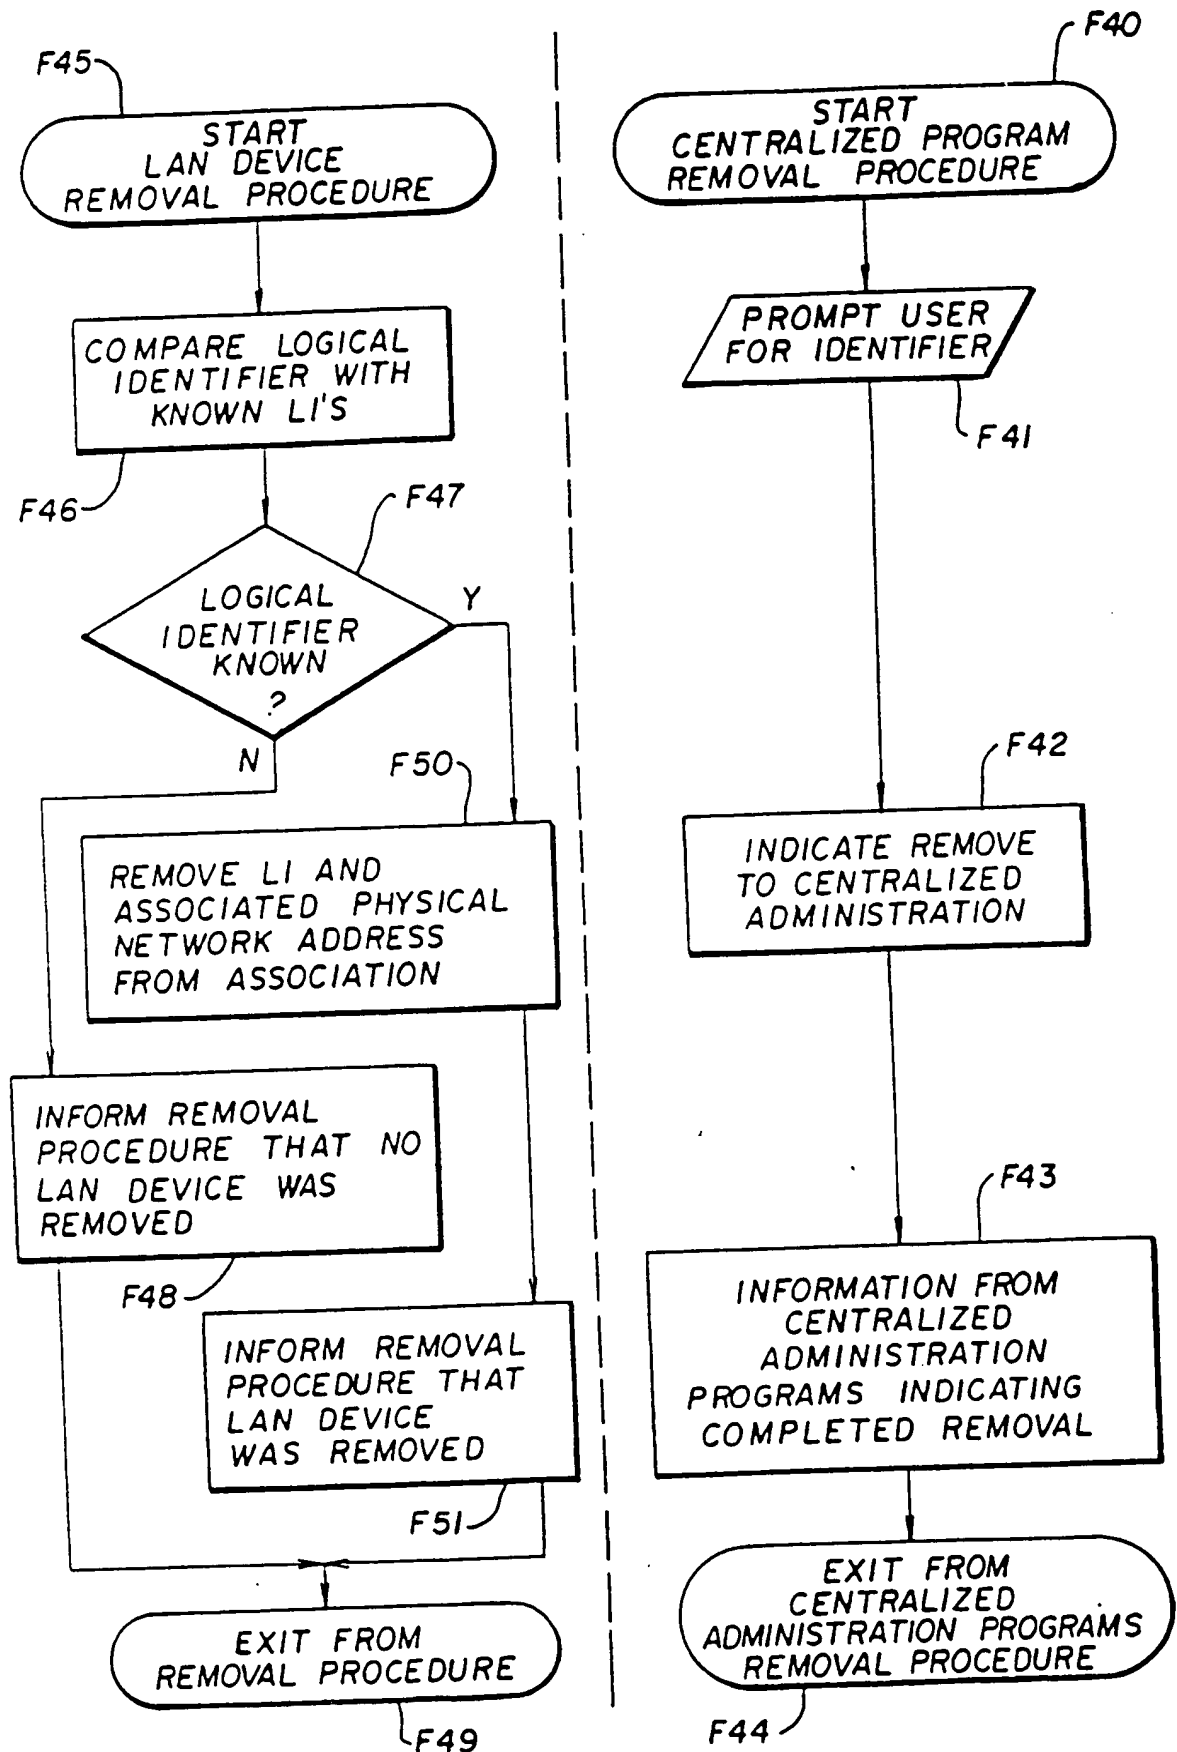 F45
START
LAN DEVICE
REMOVAL PROCEDURE
COMPARE LOGICAL
IDENTIFIER WITH
KNOWN LI'S
F46
F47
LOGICAL
IDENTIFIER
KNOWN
?
Y
N
F50
REMOVE LI AND
ASSOCIATED PHYSICAL
NETWORK ADDRESS
FROM ASSOCIATION
INFORM REMOVAL
PROCEDURE THAT NO
LAN DEVICE WAS
REMOVED
F48
INFORM REMOVAL
PROCEDURE THAT
LAN DEVICE
WAS REMOVED
F51
EXIT FROM
REMOVAL PROCEDURE
F49
F40
START
CENTRALIZED PROGRAM
REMOVAL PROCEDURE
PROMPT USER
FOR IDENTIFIER
F41
F42
INDICATE REMOVE
TO CENTRALIZED
ADMINISTRATION
F43
INFORMATION FROM
CENTRALIZED
ADMINISTRATION
PROGRAMS INDICATING
COMPLETED REMOVAL
EXIT FROM
CENTRALIZED
ADMINISTRATION PROGRAMS
REMOVAL PROCEDURE
F44